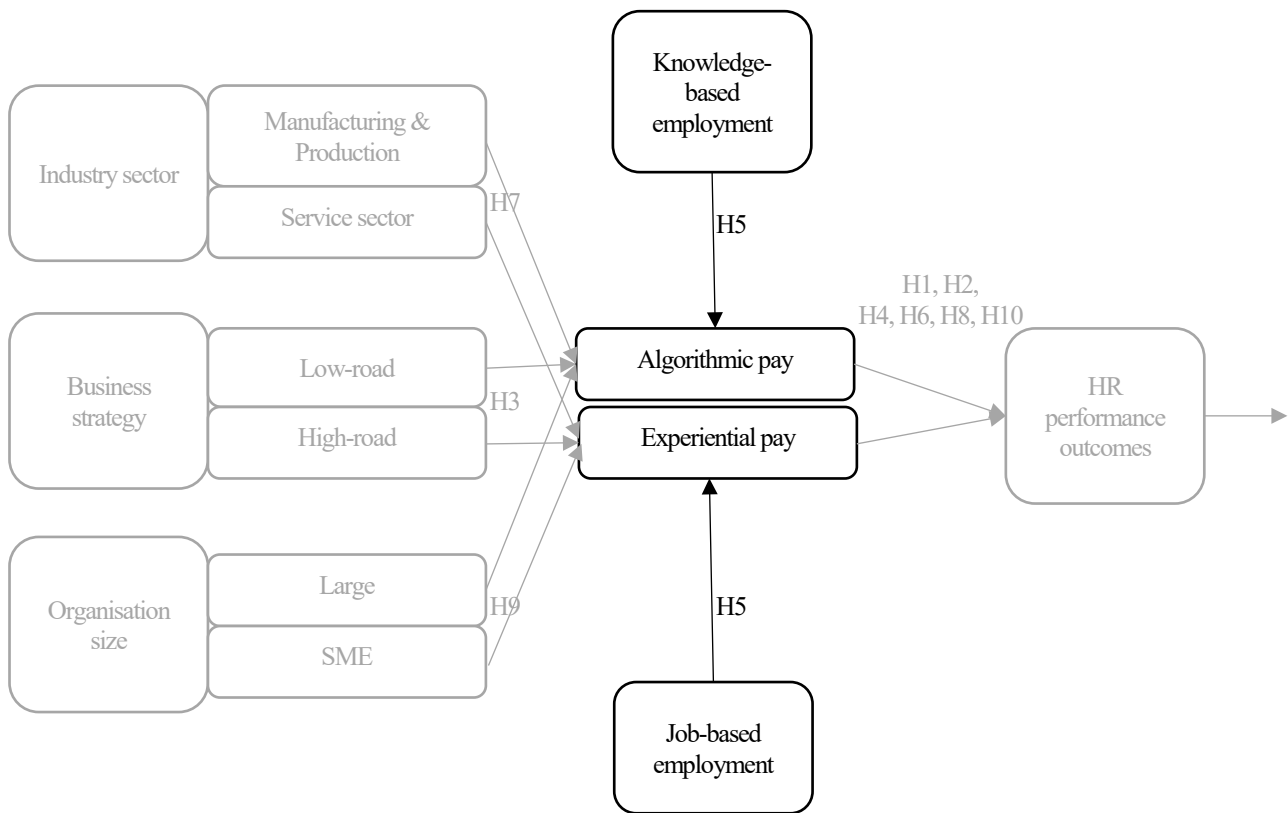 Knowledge-
based
employment
Manufacturing &
Production
Industry sector
H7
Service sector
H5
H1, H2,
H4, H6, H8, H10
Low-road
Algorithmic pay
Business
strategy
H3
HR
performance
outcomes
High-road
Experiential pay
Large
Organisation
size
H9
H5
SME
Job-based
employment